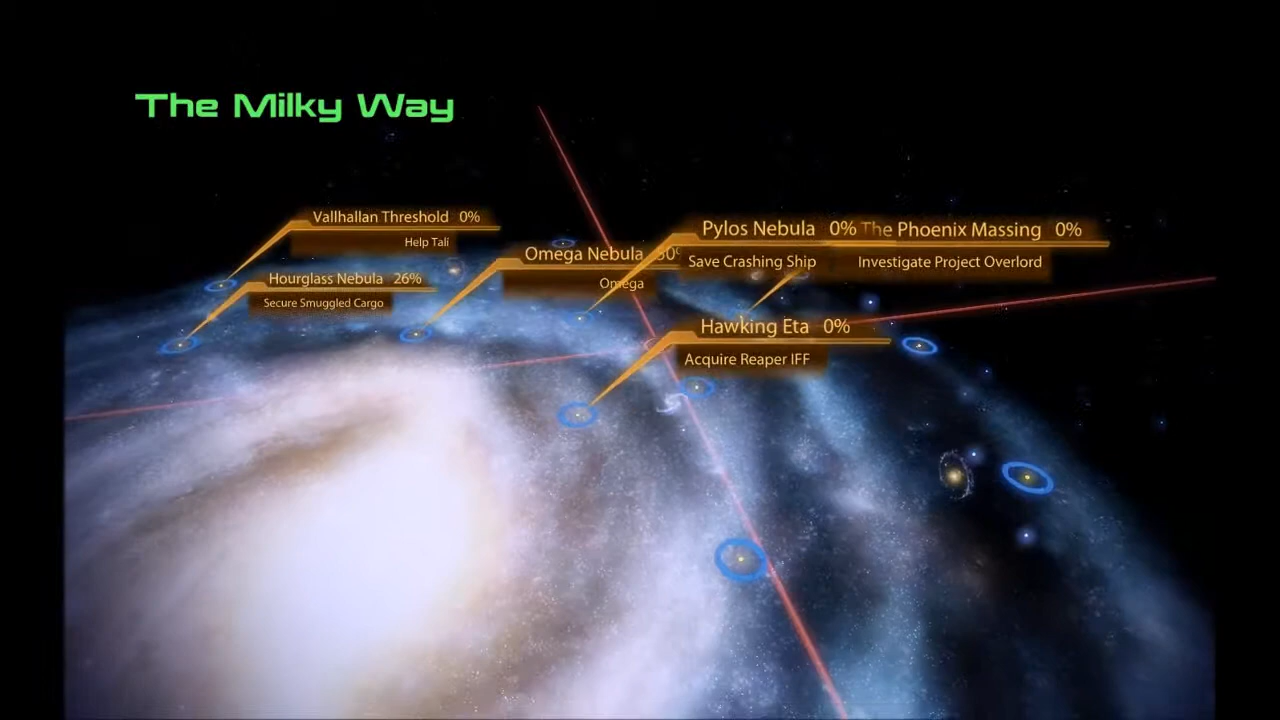 The Milky Way
Vallhallan Threshold 0%
Help Tali
Hourglass Nebula 26%
Secure Smuggled Cargo
Omega Nebula
Omega
Pylos Nebula 0%
Save Crashing Ship
The Phoenix Massing 0%
Investigate Project Overlord
Hawking Eta 0%
Acquire Reaper IFF